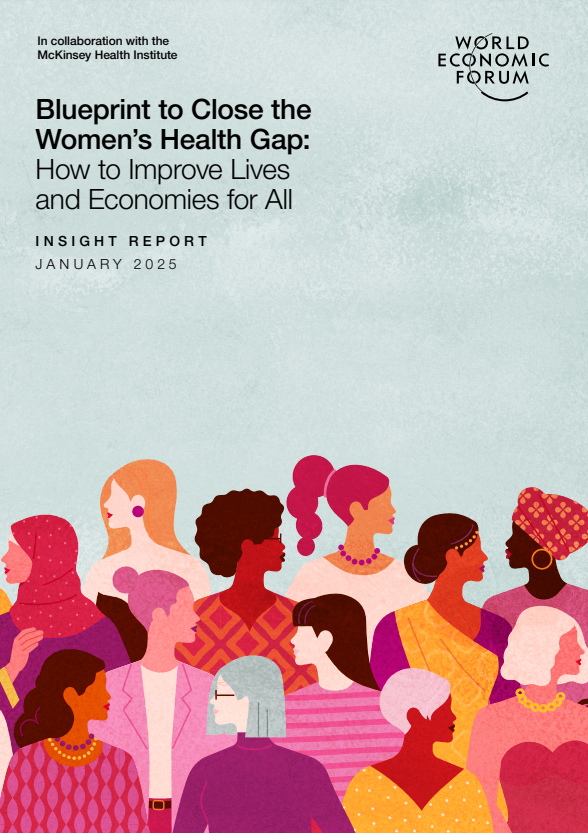 In collaboration with the
McKinsey Health Institute
WORLD
ECONOMIC
FORUM
Blueprint to Close the
Women's Health Gap:
How to Improve Lives
and Economies for All
INSIGHT REPORT
JANUARY 2025